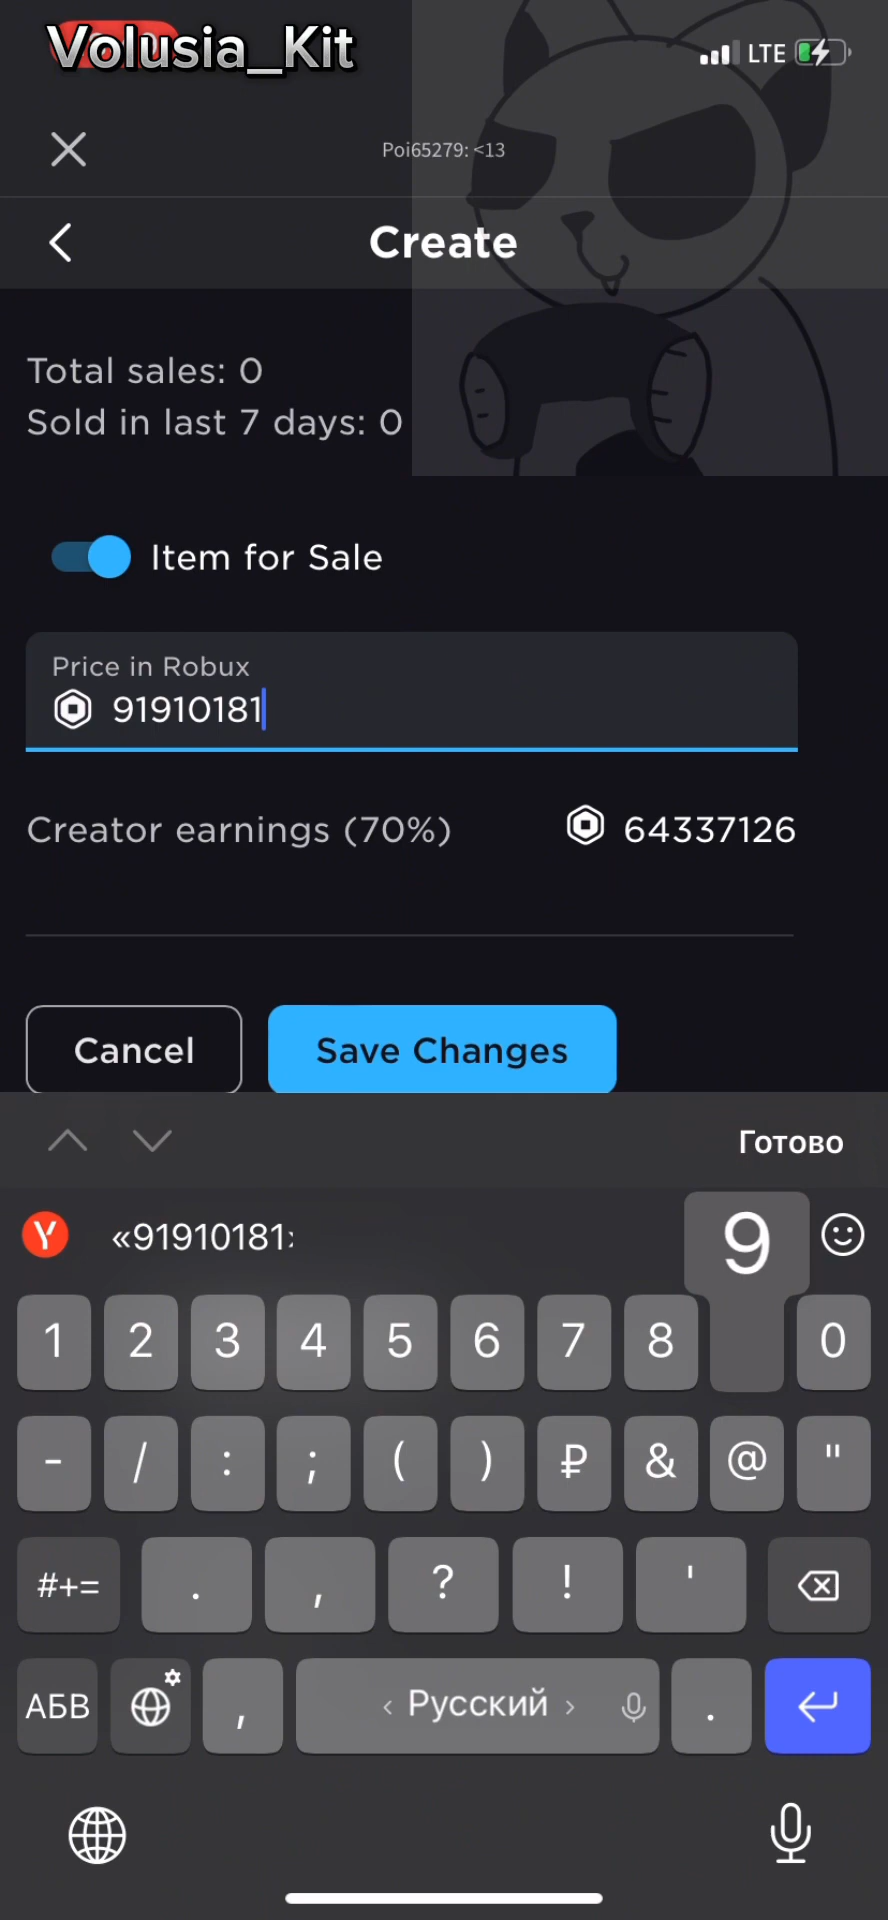 Volusia_Kit
LTE
Poi65279: <13
Create
Total sales: 0
Sold in last 7 days: 0
Item for Sale
Price in Robux
91910181
Creator earnings (70%) 64337126
Cancel Save Changes
Готово
«91910181»
9
1 2 3 4 5 6 7 8 0
- / : ; ( ) ₽ & @ "
#+= . , ? ! '
АБВ , ‹ Русский › .